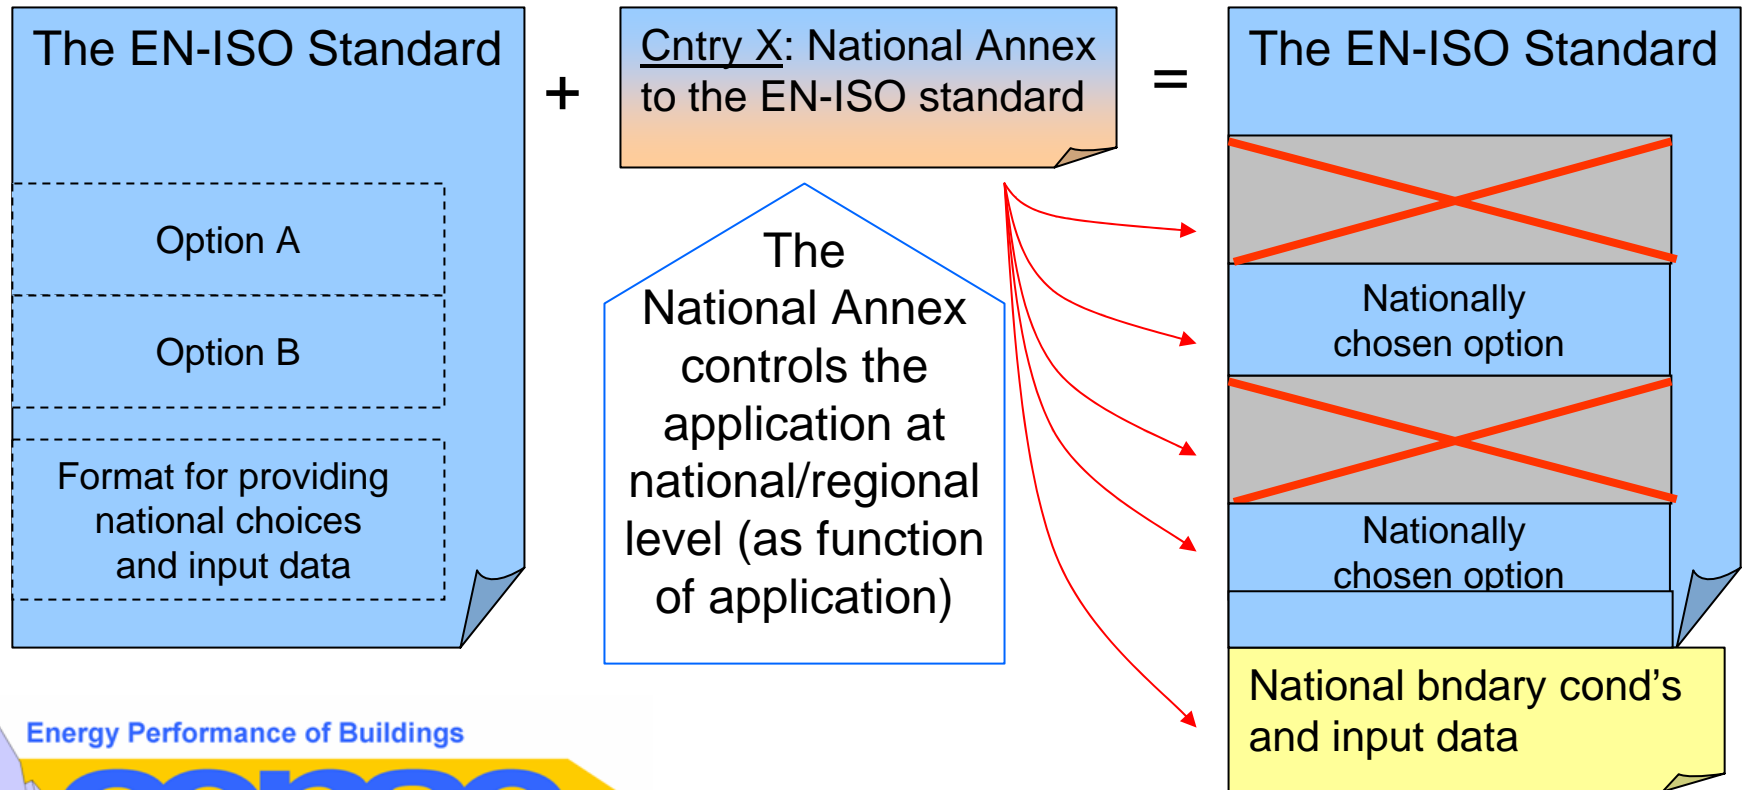 The EN-ISO Standard
Option A
Option B
Format for providing
national choices
and input data
+
Cntry X: National Annex
to the EN-ISO standard
The
National Annex
controls the
application at
national/regional
level (as function
of application)
=
The EN-ISO Standard
Nationally
chosen option
Nationally
chosen option
National bndary cond's
and input data
Energy Performance of Buildings